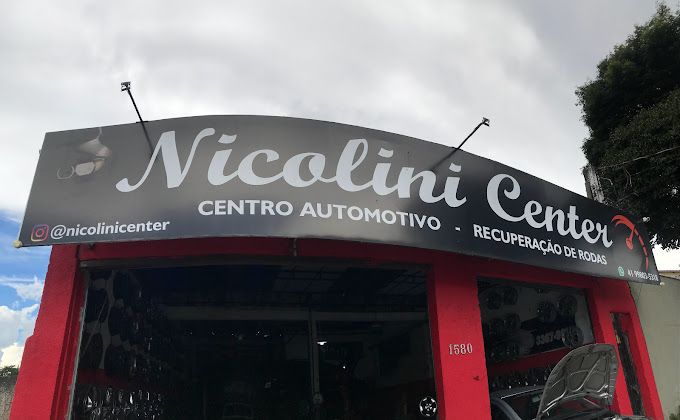 Nicolini Center
CENTRO AUTOMOTIVO - RECUPERAÇÃO DE RODAS
@nicolinicenter
1580